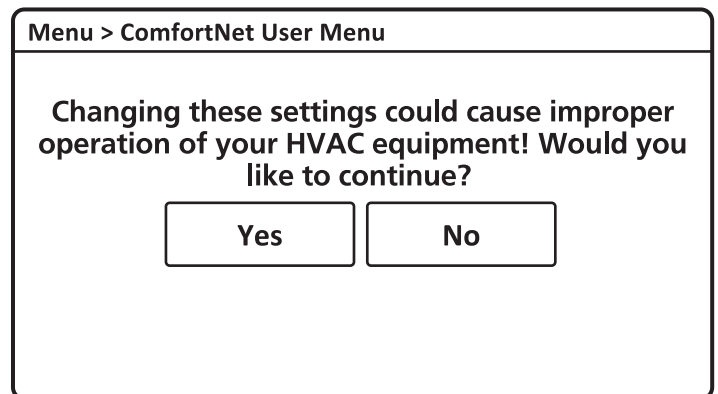 Menu > ComfortNet User Menu
Changing these settings could cause improper
operation of your HVAC equipment! Would you
like to continue?
Yes
No